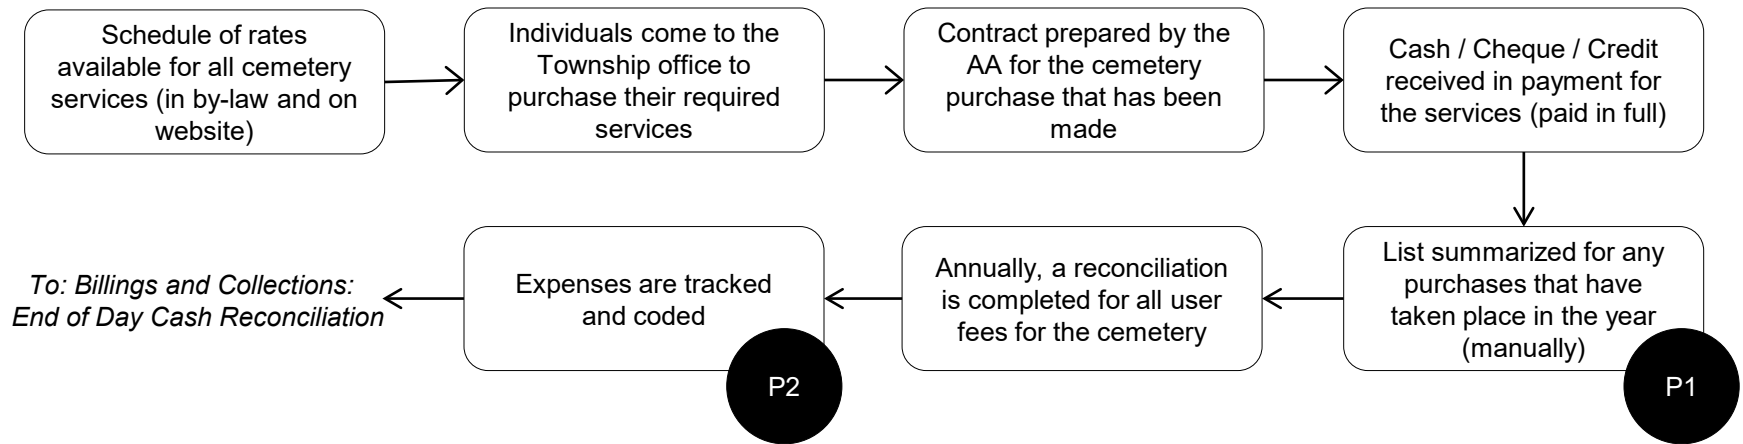 Schedule of rates
available for all cemetery
services (in by-law and on
website)
Individuals come to the
Township office to
purchase their required
services
Contract prepared by the
AA for the cemetery
purchase that has been
made
Cash / Cheque / Credit
received in payment for
the services (paid in full)
List summarized for any
purchases that have
taken place in the year
(manually)
P1
Annually, a reconciliation
is completed for all user
fees for the cemetery
Expenses are tracked
and coded
P2
To: Billings and Collections:
End of Day Cash Reconciliation